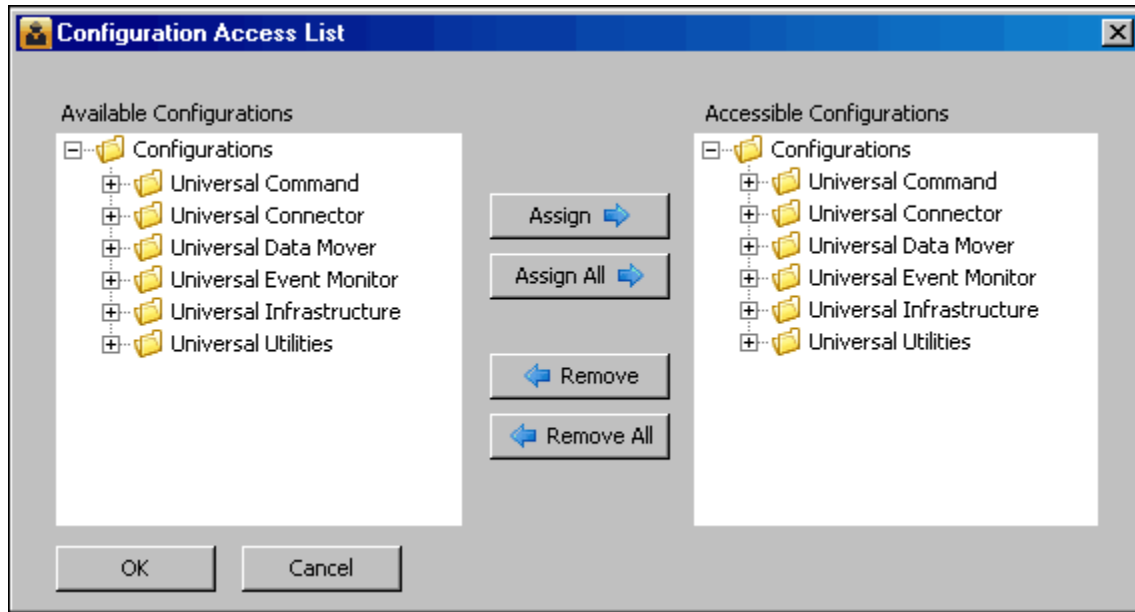 Configuration Access List
Available Configurations
Configurations
Universal Command
Universal Connector
Universal Data Mover
Universal Event Monitor
Universal Infrastructure
Universal Utilities
Assign
Assign All
Remove
Remove All
Accessible Configurations
Configurations
Universal Command
Universal Connector
Universal Data Mover
Universal Event Monitor
Universal Infrastructure
Universal Utilities
OK
Cancel